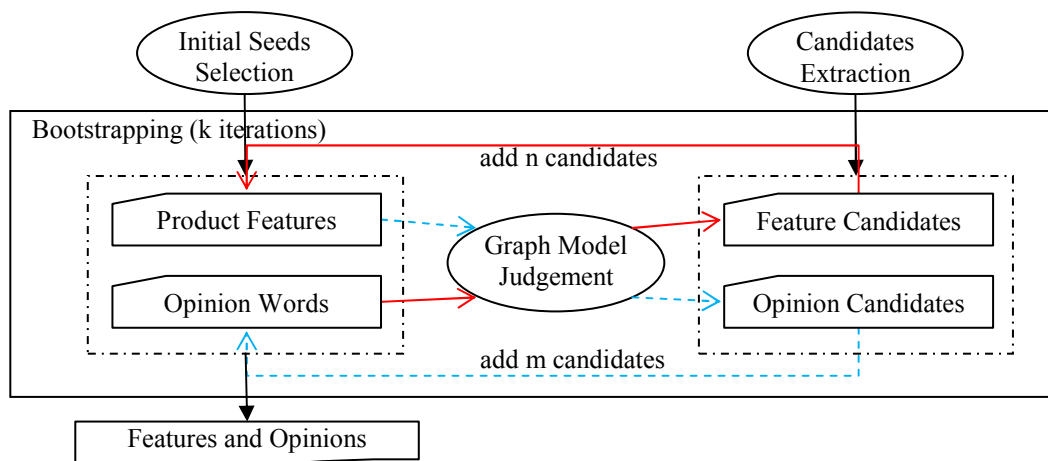 Initial Seeds
Selection
Candidates
Extraction
Bootstrapping (k iterations)
add n candidates
Product Features
Feature Candidates
Graph Model
Judgement
Opinion Words
Opinion Candidates
add m candidates
Features and Opinions